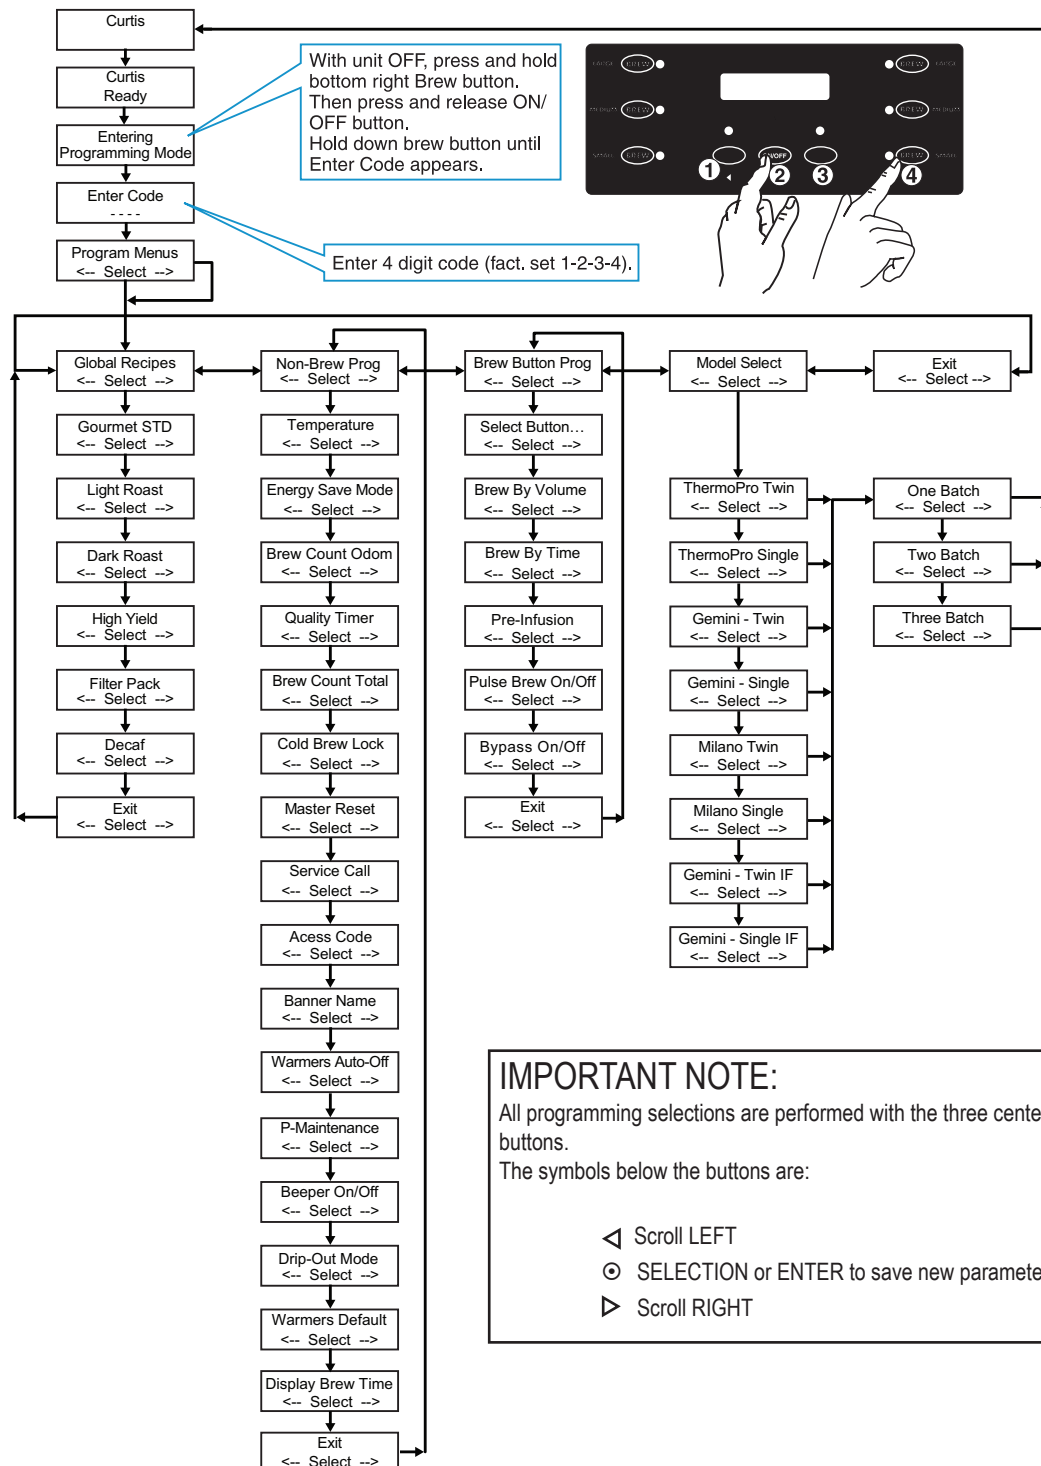 Curtis
Curtis
Ready
Entering
Programming Mode
Enter Code
- - - -
Program Menus
<-- Select -->
With unit OFF, press and hold
bottom right Brew button.
Then press and release ON/
OFF button.
Hold down brew button until
Enter Code appears.
Enter 4 digit code (fact. set 1-2-3-4).
BREW
BREW
MEDIUM
BREW
BREW
SMALL
BREW
BREW
SMALL
ON/OFF
1
2
3
4
Global Recipes
<-- Select -->
Gourmet STD
<-- Select -->
Light Roast
<-- Select -->
Dark Roast
<-- Select -->
High Yield
<-- Select -->
Filter Pack
<-- Select -->
Decaf
<-- Select -->
Exit
<-- Select -->
Non-Brew Prog
<-- Select -->
Temperature
<-- Select -->
Energy Save Mode
<-- Select -->
Brew Count Odom
<-- Select -->
Quality Timer
<-- Select -->
Brew Count Total
<-- Select -->
Cold Brew Lock
<-- Select -->
Master Reset
<-- Select -->
Service Call
<-- Select -->
Acess Code
<-- Select -->
Banner Name
<-- Select -->
Warmers Auto-Off
<-- Select -->
P-Maintenance
<-- Select -->
Beeper On/Off
<-- Select -->
Drip-Out Mode
<-- Select -->
Warmers Default
<-- Select -->
Display Brew Time
<-- Select -->
Exit
<-- Select -->
Brew Button Prog
<-- Select -->
Select Button...
<-- Select -->
Brew By Volume
<-- Select -->
Brew By Time
<-- Select -->
Pre-Infusion
<-- Select -->
Pulse Brew On/Off
<-- Select -->
Bypass On/Off
<-- Select -->
Exit
<-- Select -->
Model Select
<-- Select -->
ThermoPro Twin
<-- Select -->
ThermoPro Single
<-- Select -->
Gemini - Twin
<-- Select -->
Gemini - Single
<-- Select -->
Milano Twin
<-- Select -->
Milano Single
<-- Select -->
Gemini - Twin IF
<-- Select -->
Gemini - Single IF
<-- Select -->
Exit
<-- Select -->
One Batch
<-- Select -->
Two Batch
<-- Select -->
Three Batch
<-- Select -->
IMPORTANT NOTE:
All programming selections are performed with the three cente
buttons.
The symbols below the buttons are:
Scroll LEFT
SELECTION or ENTER to save new paramete
Scroll RIGHT